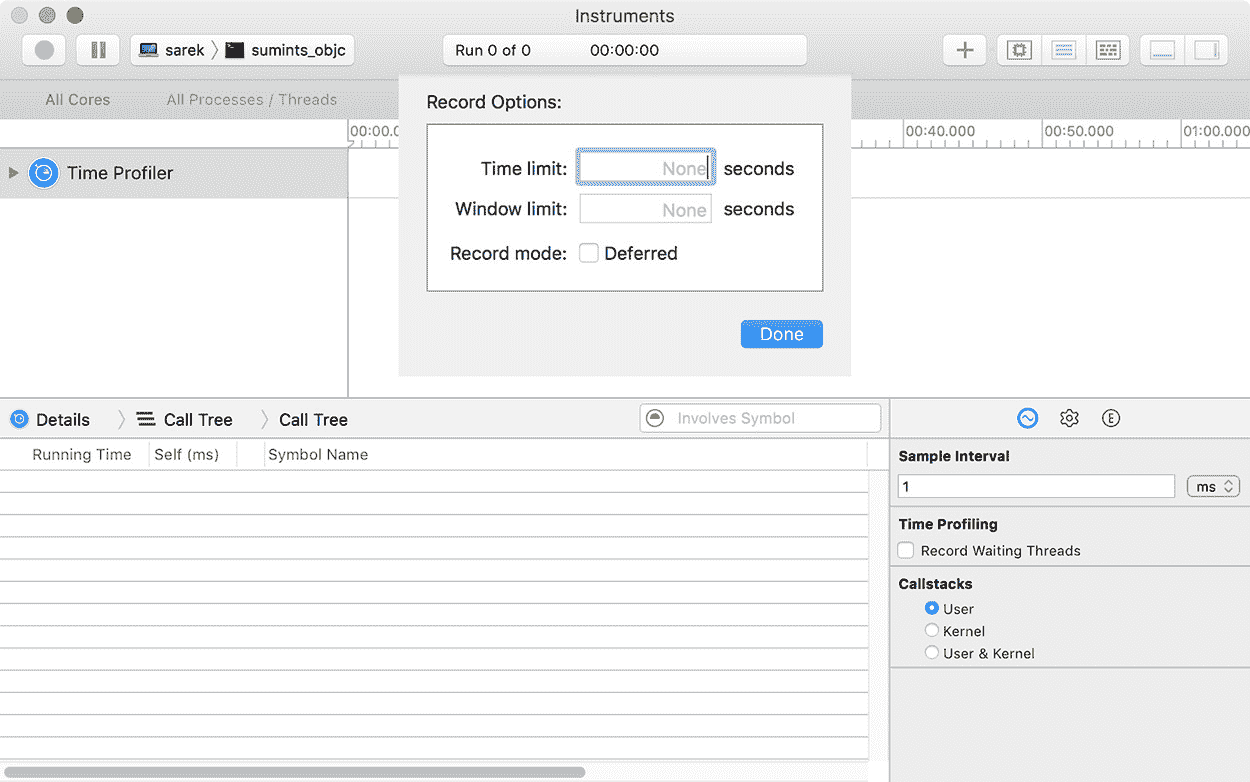 Instruments
sarek sumints_objc Run 0 of 0 00:00:00
All Cores All Processes / Threads
Record Options:
00:00.0 00:40.000 00:50.000 01:00.000
Time Profiler
Time limit: None seconds
Window limit: None seconds
Record mode: Deferred
Done
Details Call Tree Call Tree Involves Symbol
E
Running Time Self (ms) Symbol Name
Sample Interval
1 ms
Time Profiling
Record Waiting Threads
Callstacks
User
Kernel
User & Kernel